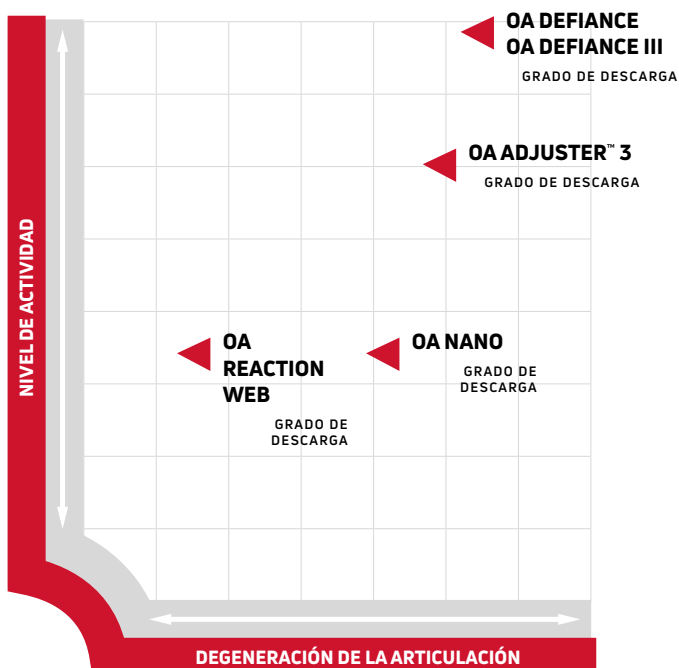 OA DEFIANCE
OA DEFIANCE III
GRADO DE DESCARGA
OA ADJUSTER™ 3
GRADO DE DESCARGA
NIVEL DE ACTIVIDAD
OA
REACTION
WEB
GRADO DE
DESCARGA
OA NANO
GRADO DE
DESCARGA
DEGENERACIÓN DE LA ARTICULACIÓN